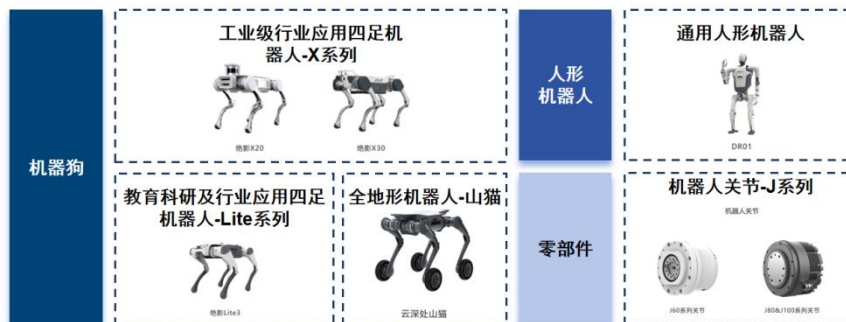 机器狗
工业级行业应用四足机
器人-X系列
绝影X20
绝影X30
教育科研及行业应用四足
机器人-Lite系列
绝影Lite3
全地形机器人-山猫
云深处山猫
人形
机器人
通用人形机器人
DR01
零部件
机器人关节-J系列
机器人关节
J60系列关节
J80&J100系列关节